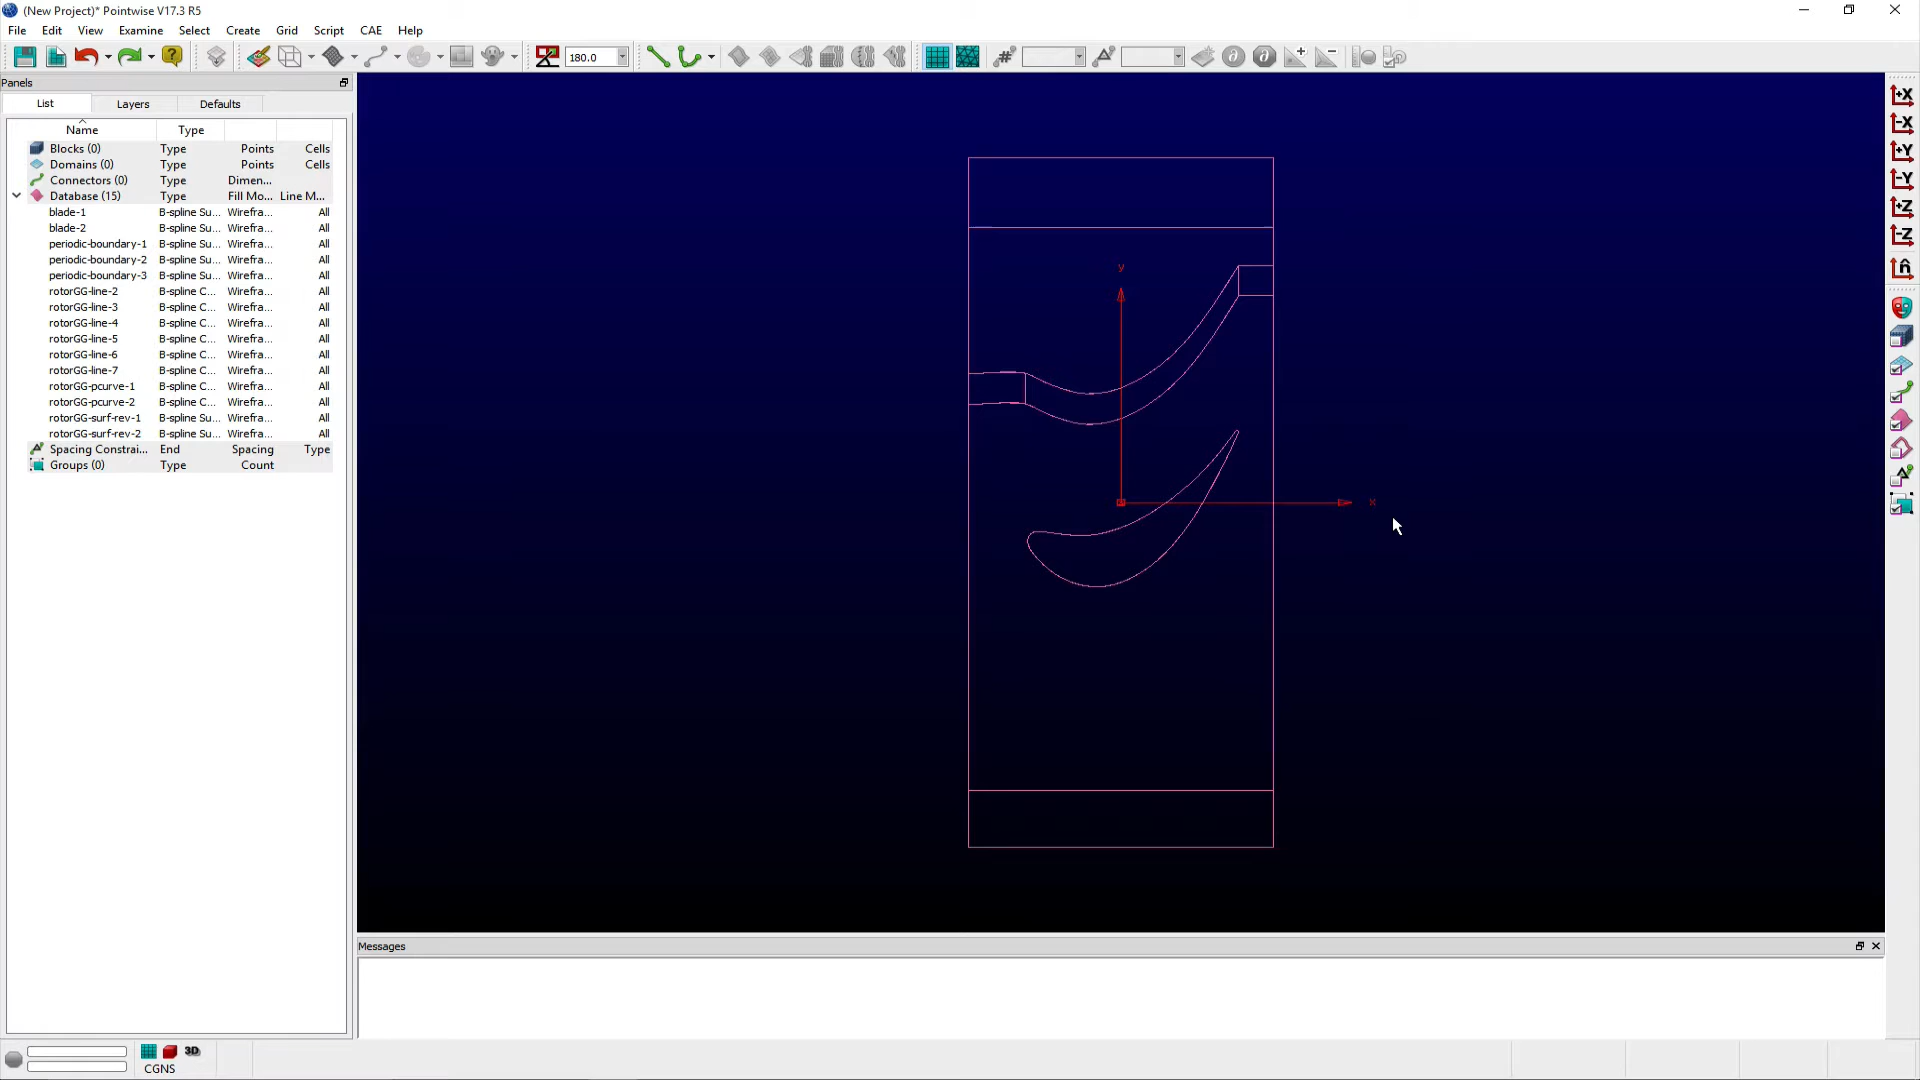 (New Project)* Pointwise V17.3 R5
File Edit View Examine Select Create Grid Script CAE Help
180.0
Panels
List Layers Defaults
Name Type
Blocks (0) Type Points Cells
Domains (0) Type Points Cells
Connectors (0) Type Dimen...
Database (15) Type Fill Mo... Line M...
blade-1 B-spline Su... Wirefra... All
blade-2 B-spline Su... Wirefra... All
periodic-boundary-1 B-spline Su... Wirefra... All
periodic-boundary-2 B-spline Su... Wirefra... All
periodic-boundary-3 B-spline Su... Wirefra... All
rotorGG-line-2 B-spline C... Wirefra... All
rotorGG-line-3 B-spline C... Wirefra... All
rotorGG-line-4 B-spline C... Wirefra... All
rotorGG-line-5 B-spline C... Wirefra... All
rotorGG-line-6 B-spline C... Wirefra... All
rotorGG-line-7 B-spline C... Wirefra... All
rotorGG-pcurve-1 B-spline C... Wirefra... All
rotorGG-pcurve-2 B-spline C... Wirefra... All
rotorGG-surf-rev-1 B-spline Su... Wirefra... All
rotorGG-surf-rev-2 B-spline Su... Wirefra... All
Spacing Constrai... End Spacing Type
Groups (0) Type Count
y
x
+X
-X
+Y
-Y
+Z
-Z
n̂
Messages
3D
CGNS